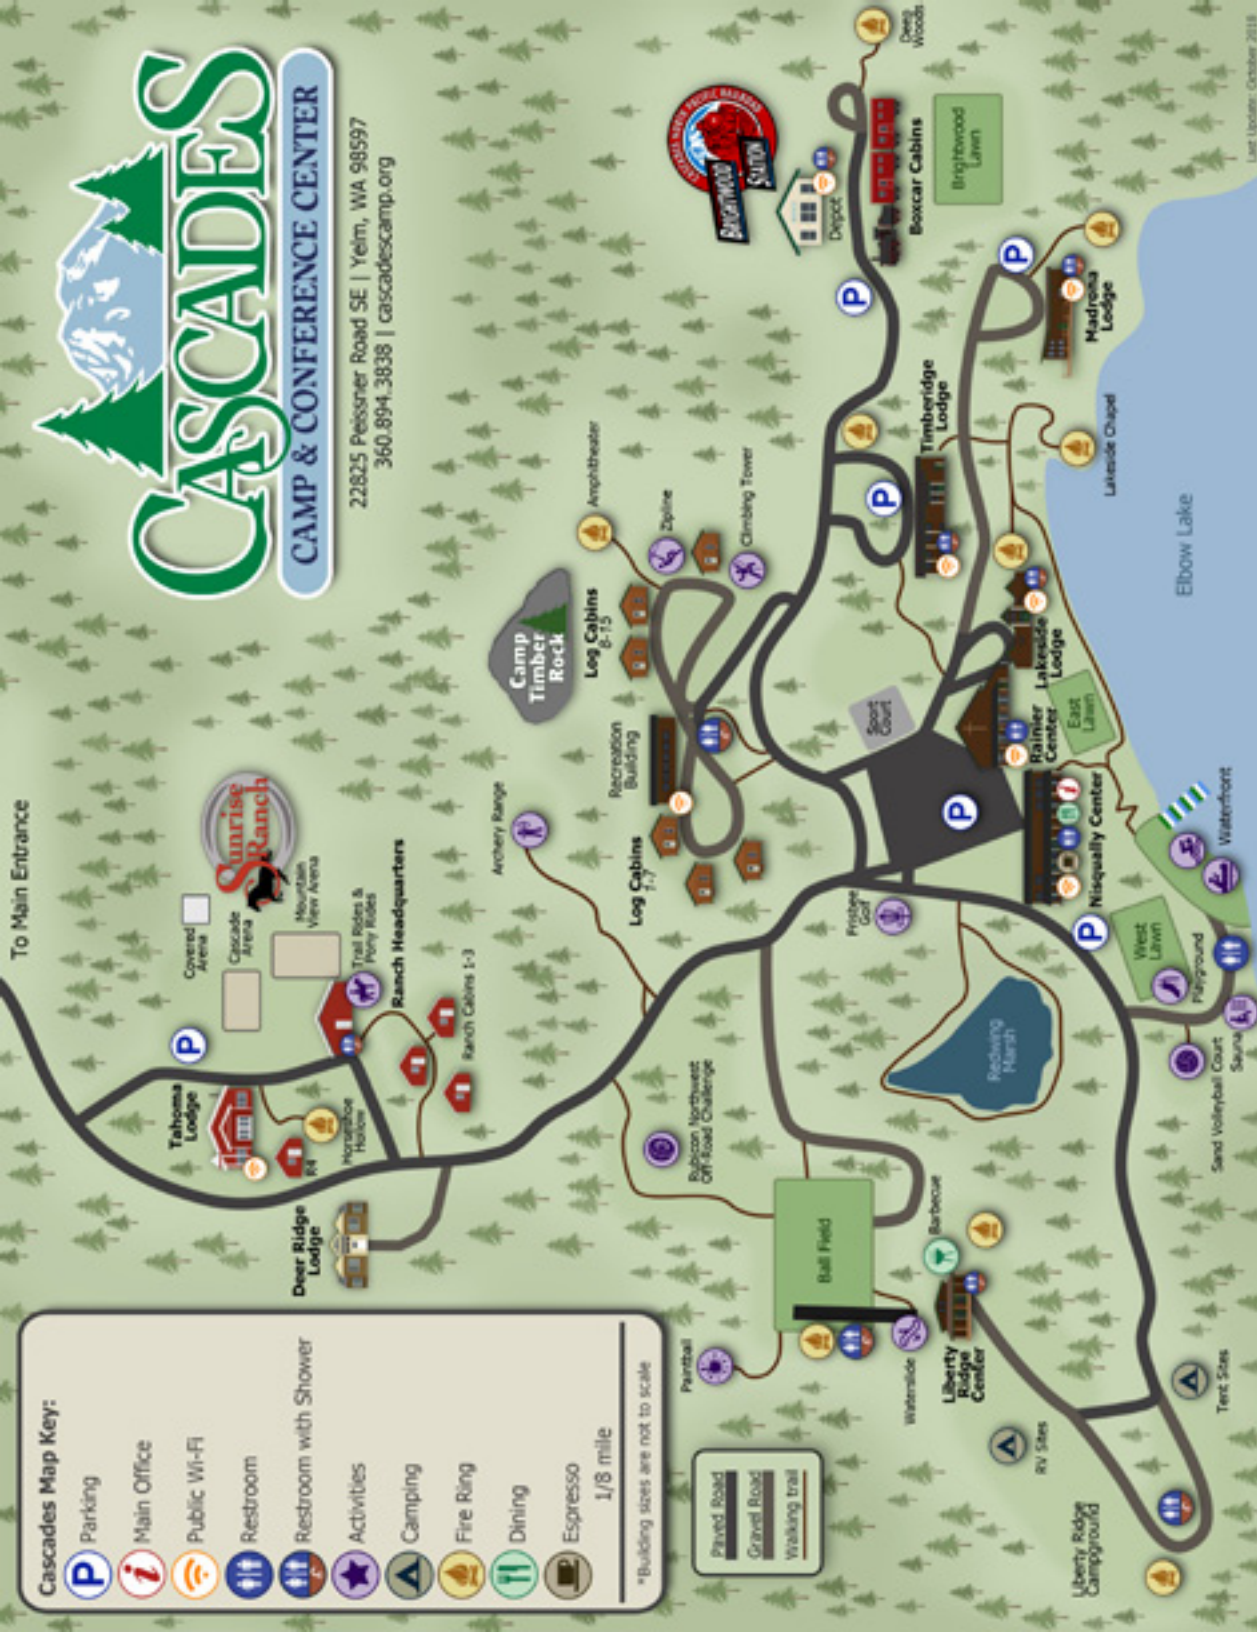 CASCADES
CAMP & CONFERENCE CENTER
22825 Peissner Road SE | Yelm, WA 98597
360.894.3838 | cascadescamp.org
To Main Entrance
Sunrise
Ranch
Covered
Arena
Cascade
Arena
Mountain
View Arena
Trail Rides &
Pony Rides
Ranch Headquarters
Ranch Cabins 1-3
Tahoma
Lodge
R4
Horseshoe
Hollow
Deer Ridge
Lodge
Archery Range
Camp
Timber
Rock
Amphitheater
Zipline
Climbing Tower
Log Cabins
8-15
Recreation
Building
Log Cabins
1-7
CASCADES NORTH PACIFIC RAILROAD
BRIGHTWOOD
STATION
Depot
Boxcar Cabins
Deep
Woods
Brightwood
Lawn
Madrona
Lodge
Timberidge
Lodge
Lakeside Chapel
Elbow Lake
Lakeside
Lodge
East
Lawn
Rainier
Center
Sport
Court
Nisqually Center
Waterfront
West
Lawn
Playground
Frisbee
Golf
Redwing
Marsh
Sand Volleyball Court
Sauna
Rubicon Northwest
Off-Road Challenge
Ball Field
Barbecue
Paintball
Waterslide
Liberty
Ridge
Center
RV Sites
Tent Sites
Liberty Ridge
Campground
Cascades Map Key:
P Parking
i Main Office
Public Wi-Fi
Restroom
Restroom with Shower
Activities
Camping
Fire Ring
Dining
Espresso
1/8 mile
*Building sizes are not to scale
Paved Road
Gravel Road
Walking trail
P
P
P
P
P
P